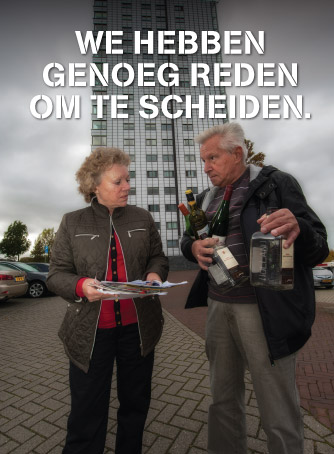 WE HEBBEN
GENOEG REDEN
OM TE SCHEIDEN.